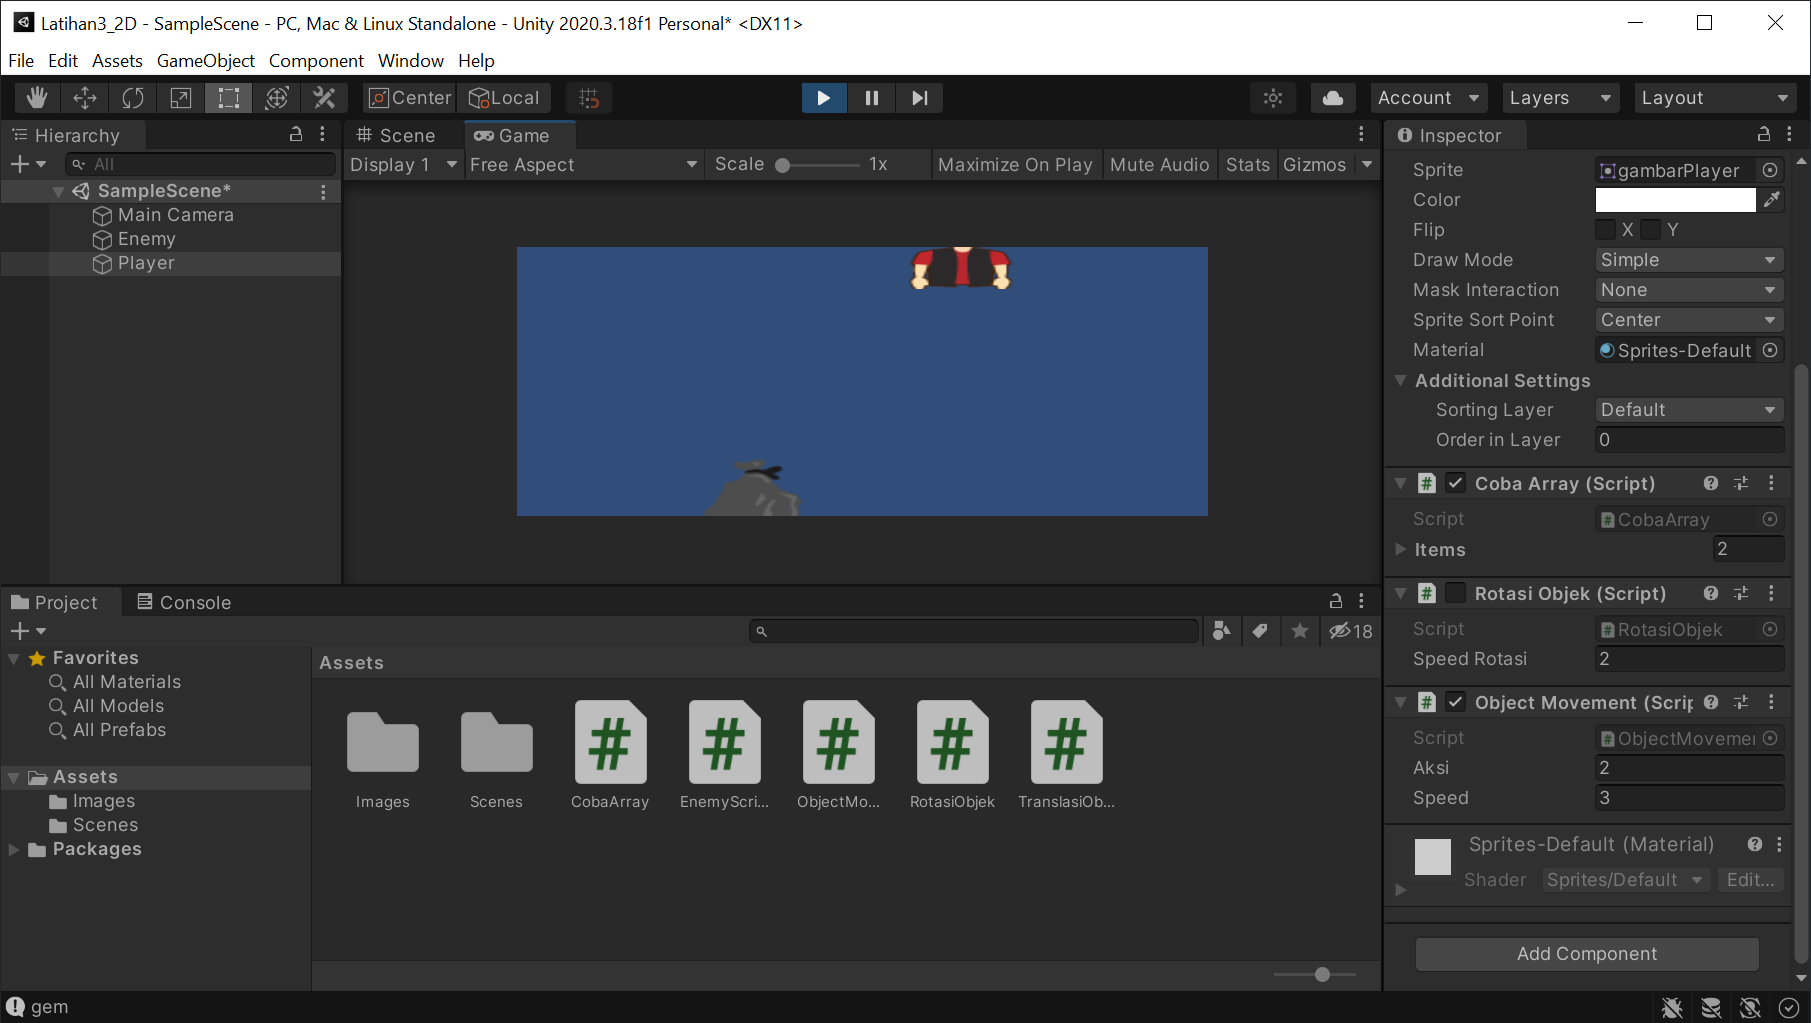 Latihan3_2D - SampleScene - PC, Mac & Linux Standalone - Unity 2020.3.18f1 Personal* <DX11>
File Edit Assets GameObject Component Window Help
Center Local Account Layers Layout
Hierarchy
All
SampleScene*
Main Camera
Enemy
Player
Scene Game
Display 1 Free Aspect Scale 1x Maximize On Play Mute Audio Stats Gizmos
Project Console
18
Favorites
All Materials
All Models
All Prefabs
Assets
Images
Scenes
Packages
Assets
Images Scenes CobaArray EnemyScri... ObjectMo... RotasiObjek TranslasiOb...
Inspector
Sprite gambarPlayer
Color
Flip X Y
Draw Mode Simple
Mask Interaction None
Sprite Sort Point Center
Material Sprites-Default
Additional Settings
Sorting Layer Default
Order in Layer 0
# Coba Array (Script)
Script CobaArray
Items 2
# Rotasi Objek (Script)
Script RotasiObjek
Speed Rotasi 2
# Object Movement (Scrip
Script ObjectMovemer
Aksi 2
Speed 3
Sprites-Default (Material)
Shader Sprites/Default Edit...
Add Component
gem